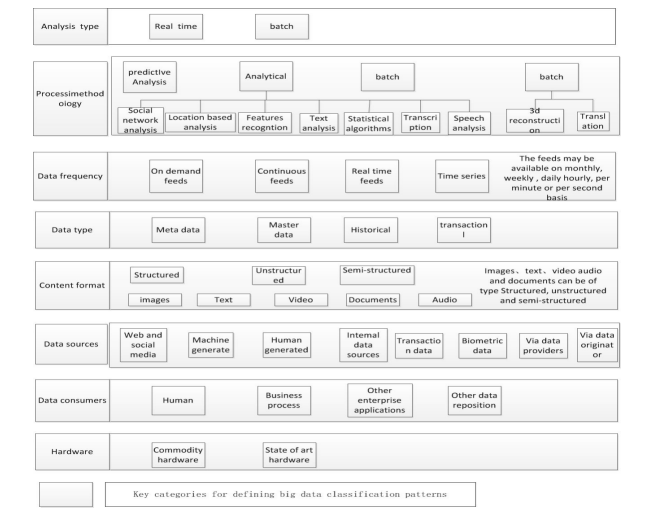 Analysis type
Real time
batch
Processimethod
oiogy
predctIve
Analysis
Analytical
batch
batch
Social
network
analysis
Location based
analysis
Features
recogntion
Text
analysis
Statistical
algorithms
Transcri
ption
Speech
analysis
3d
reconstructi
on
Transl
ation
Data frequency
On demand
feeds
Continuous
feeds
Real time
feeds
Time series
The feeds may be
available on monthly,
weekly , daily hourly, per
minute or per second
basis
Data type
Meta data
Master
data
Historical
transaction
l
Content format
Structured
Unstructur
ed
Semi-structured
images
Text
Video
Documents
Audio
Images、text、video audio
and documents can be of
type Structured, unstructured
and semi-structured
Data sources
Web and
social
media
Machine
generate
Human
generated
Intemal
data
sources
Transactio
n data
Biometric
data
Via data
providers
Via data
originat
or
Data consumers
Human
Business
process
Other
enterprise
applications
Other data
reposition
Hardware
Commodity
hardware
State of art
hardware
Key categories for defining big data classification patterns